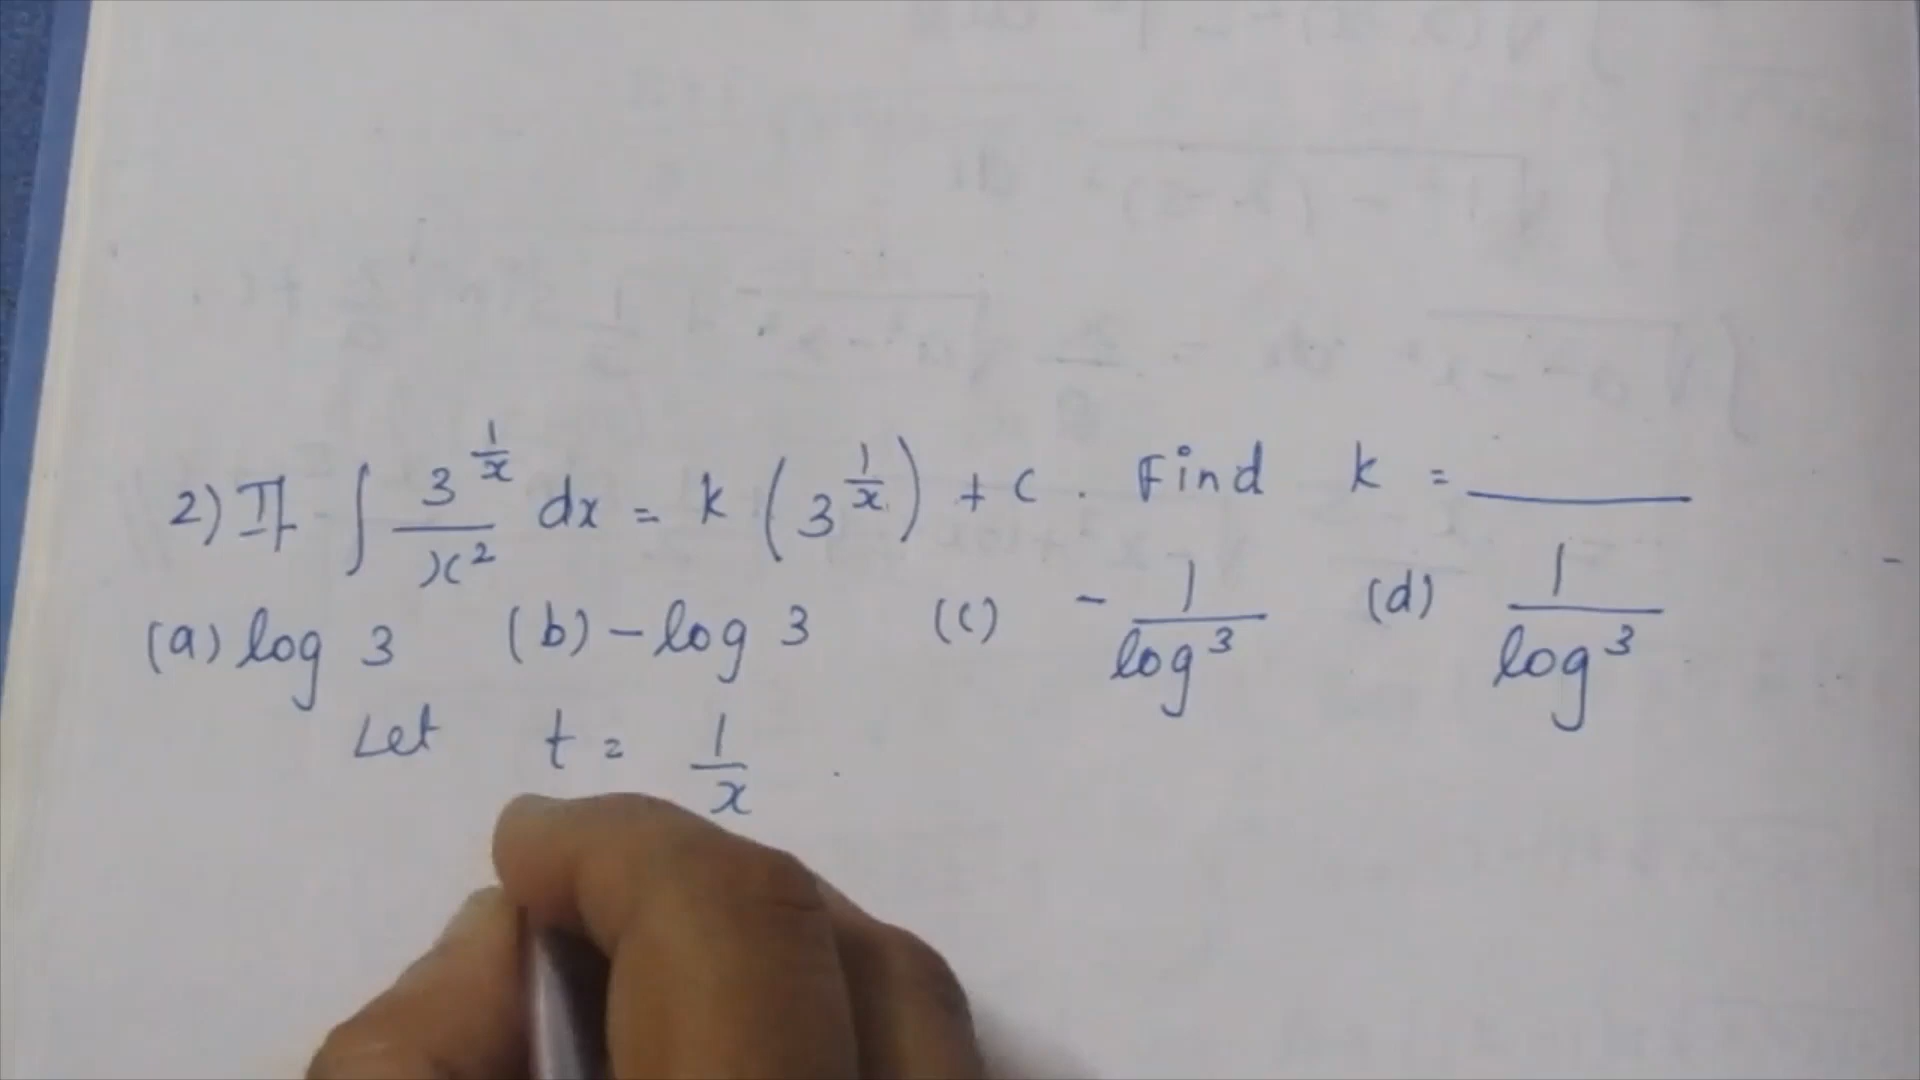 2) If ∫ 3^(1/x) / x² dx = k (3^(1/x)) + c . Find k = ______
(a) log 3 (b) – log 3 (c) - 1/log 3 (d) 1/log 3
Let t = 1/x